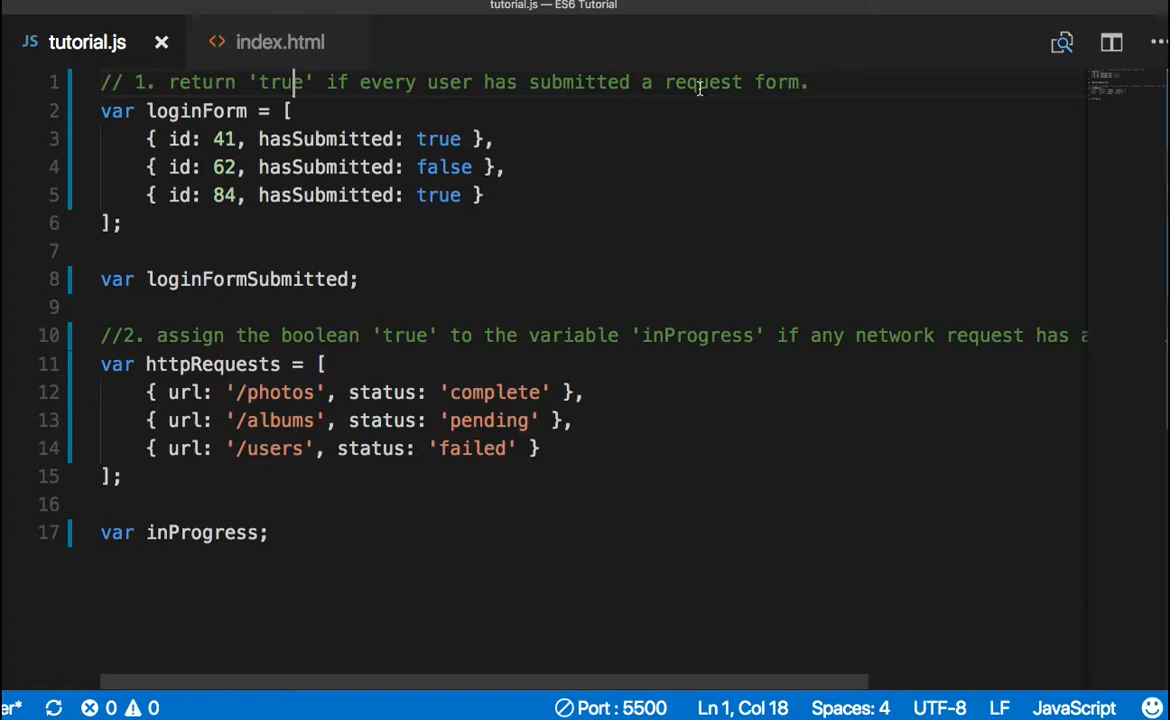 tutorial.js — ES6 Tutorial
JS tutorial.js × <> index.html ...
1 // 1. return 'true' if every user has submitted a request form.
2 var loginForm = [
3 { id: 41, hasSubmitted: true },
4 { id: 62, hasSubmitted: false },
5 { id: 84, hasSubmitted: true }
6 ];
7
8 var loginFormSubmitted;
9
10 //2. assign the boolean 'true' to the variable 'inProgress' if any network request has
11 var httpRequests = [
12 { url: '/photos', status: 'complete' },
13 { url: '/albums', status: 'pending' },
14 { url: '/users', status: 'failed' }
15 ];
16
17 var inProgress;
er* 0 0 Port : 5500 Ln 1, Col 18 Spaces: 4 UTF-8 LF JavaScript